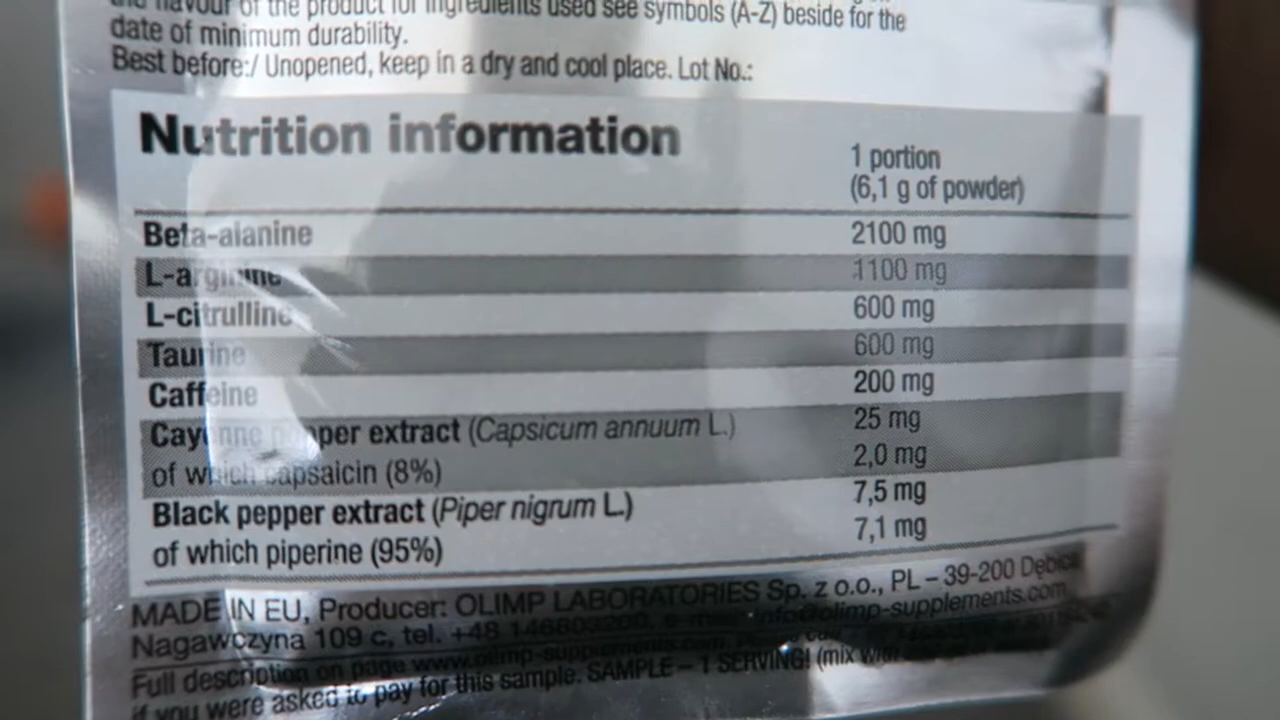 the flavour of the product for ingredients used see symbols (A-Z) beside for the
date of minimum durability.
Best before:/ Unopened, keep in a dry and cool place. Lot No.:
Nutrition information
1 portion
(6,1 g of powder)
Beta-alanine 2100 mg
L-arginine 1100 mg
L-citrulline 600 mg
Taurine 600 mg
Caffeine 200 mg
Cayenne pepper extract (Capsicum annuum L.) 25 mg
of which capsaicin (8%) 2,0 mg
Black pepper extract (Piper nigrum L.) 7,5 mg
of which piperine (95%) 7,1 mg
MADE IN EU, Producer: OLIMP LABORATORIES Sp. z o.o., PL – 39-200 Dębica
Nagawczyna 109 c, tel. +48 info@olimp-supplements.com
Full description on page www.olimp-supplements.com
if you were asked to pay for this sample. SAMPLE – 1 SERVING! (mix with